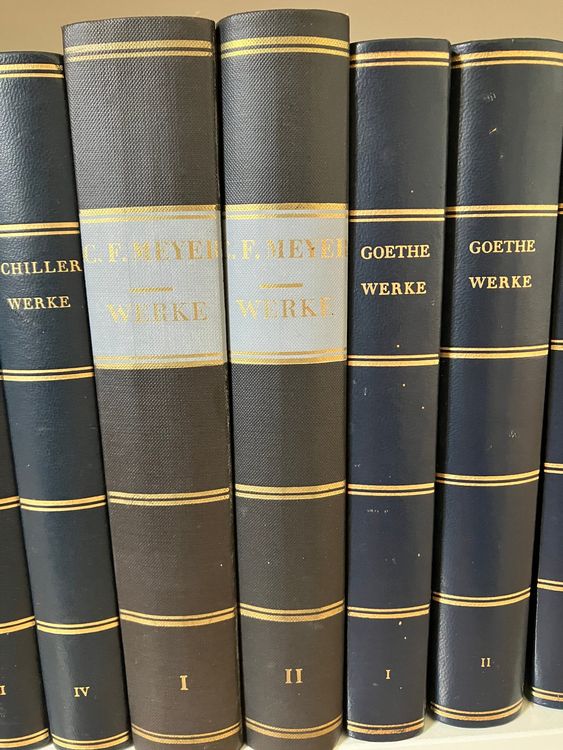 I
CHILLER
WERKE
IV
C. F. MEYER
WERKE
I
C. F. MEYER
WERKE
II
GOETHE
WERKE
I
GOETHE
WERKE
II